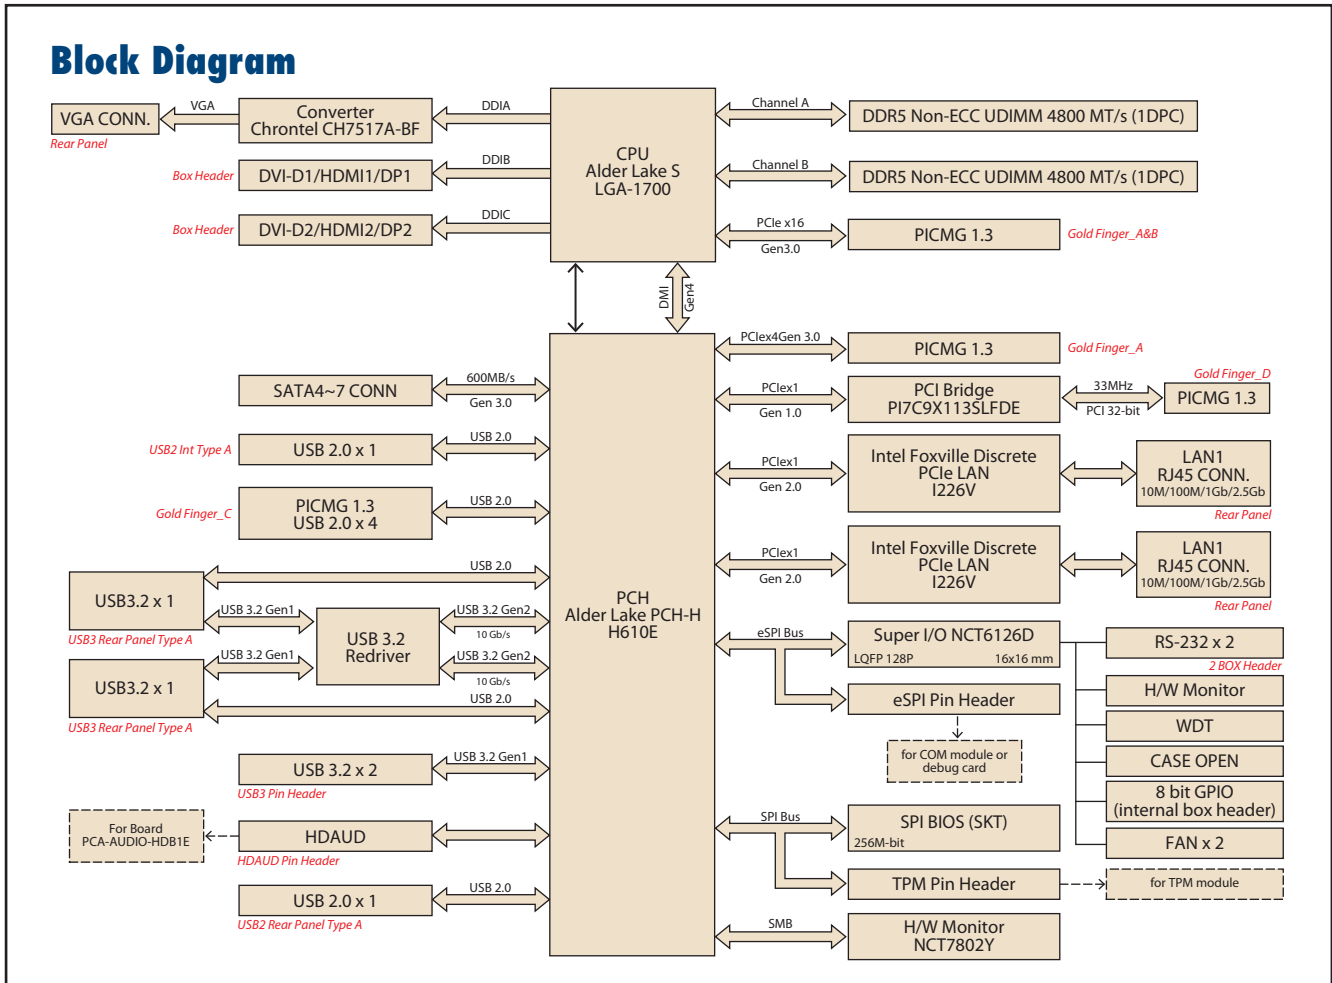 Block Diagram
VGA CONN.
Rear Panel
VGA
Converter
Chrontel CH7517A-BF
DDIA
Box Header
DVI-D1/HDMI1/DP1
DDIB
Box Header
DVI-D2/HDMI2/DP2
DDIC
CPU
Alder Lake S
LGA-1700
Channel A
DDR5 Non-ECC UDIMM 4800 MT/s (1DPC)
Channel B
DDR5 Non-ECC UDIMM 4800 MT/s (1DPC)
PCIe x16
Gen3.0
PICMG 1.3
Gold Finger_A&B
DMI
Gen4
SATA4~7 CONN
600MB/s
Gen 3.0
USB2 Int Type A
USB 2.0 x 1
USB 2.0
Gold Finger_C
PICMG 1.3
USB 2.0 x 4
USB 2.0
USB3.2 x 1
USB3 Rear Panel Type A
USB 2.0
USB 3.2 Gen1
USB 3.2
Redriver
USB 3.2 Gen2
10 Gb/s
USB 3.2 Gen1
USB 3.2 Gen2
10 Gb/s
USB3.2 x 1
USB3 Rear Panel Type A
USB 2.0
USB 3.2 x 2
USB3 Pin Header
USB 3.2 Gen1
For Board
PCA-AUDIO-HDB1E
HDAUD
HDAUD Pin Header
USB 2.0 x 1
USB2 Rear Panel Type A
USB 2.0
PCH
Alder Lake PCH-H
H610E
PCIex4Gen 3.0
PICMG 1.3
Gold Finger_A
PCIex1
Gen 1.0
PCI Bridge
PI7C9X113SLFDE
33MHz
PCI 32-bit
Gold Finger_D
PICMG 1.3
PCIex1
Gen 2.0
Intel Foxville Discrete
PCIe LAN
I226V
LAN1
RJ45 CONN.
10M/100M/1Gb/2.5Gb
Rear Panel
PCIex1
Gen 2.0
Intel Foxville Discrete
PCIe LAN
I226V
LAN1
RJ45 CONN.
10M/100M/1Gb/2.5Gb
Rear Panel
eSPI Bus
Super I/O NCT6126D
LQFP 128P 16x16 mm
eSPI Pin Header
for COM module or
debug card
RS-232 x 2
2 BOX Header
H/W Monitor
WDT
CASE OPEN
8 bit GPIO
(internal box header)
FAN x 2
SPI Bus
SPI BIOS (SKT)
256M-bit
TPM Pin Header
for TPM module
SMB
H/W Monitor
NCT7802Y